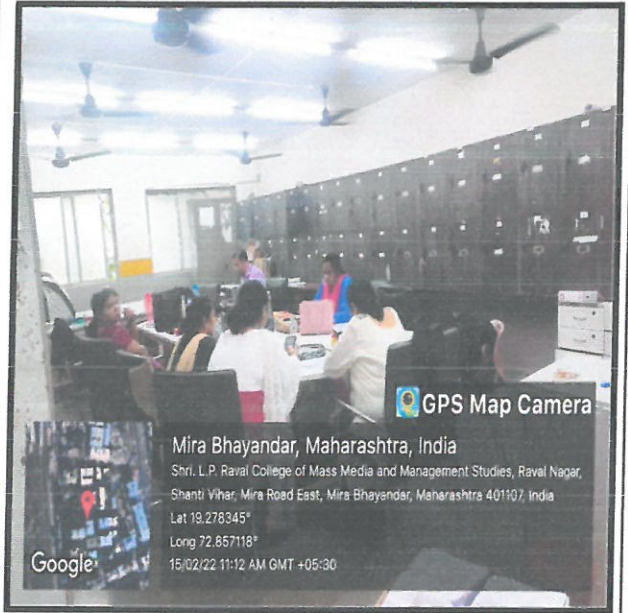 GPS Map Camera
Mira Bhayandar, Maharashtra, India
Shri. L.P. Raval College of Mass Media and Management Studies, Raval Nagar,
Shanti Vihar, Mira Road East, Mira Bhayandar, Maharashtra 401107, India
Lat 19.278345°
Long 72.857118°
Google
15/02/22 11:12 AM GMT +05:30